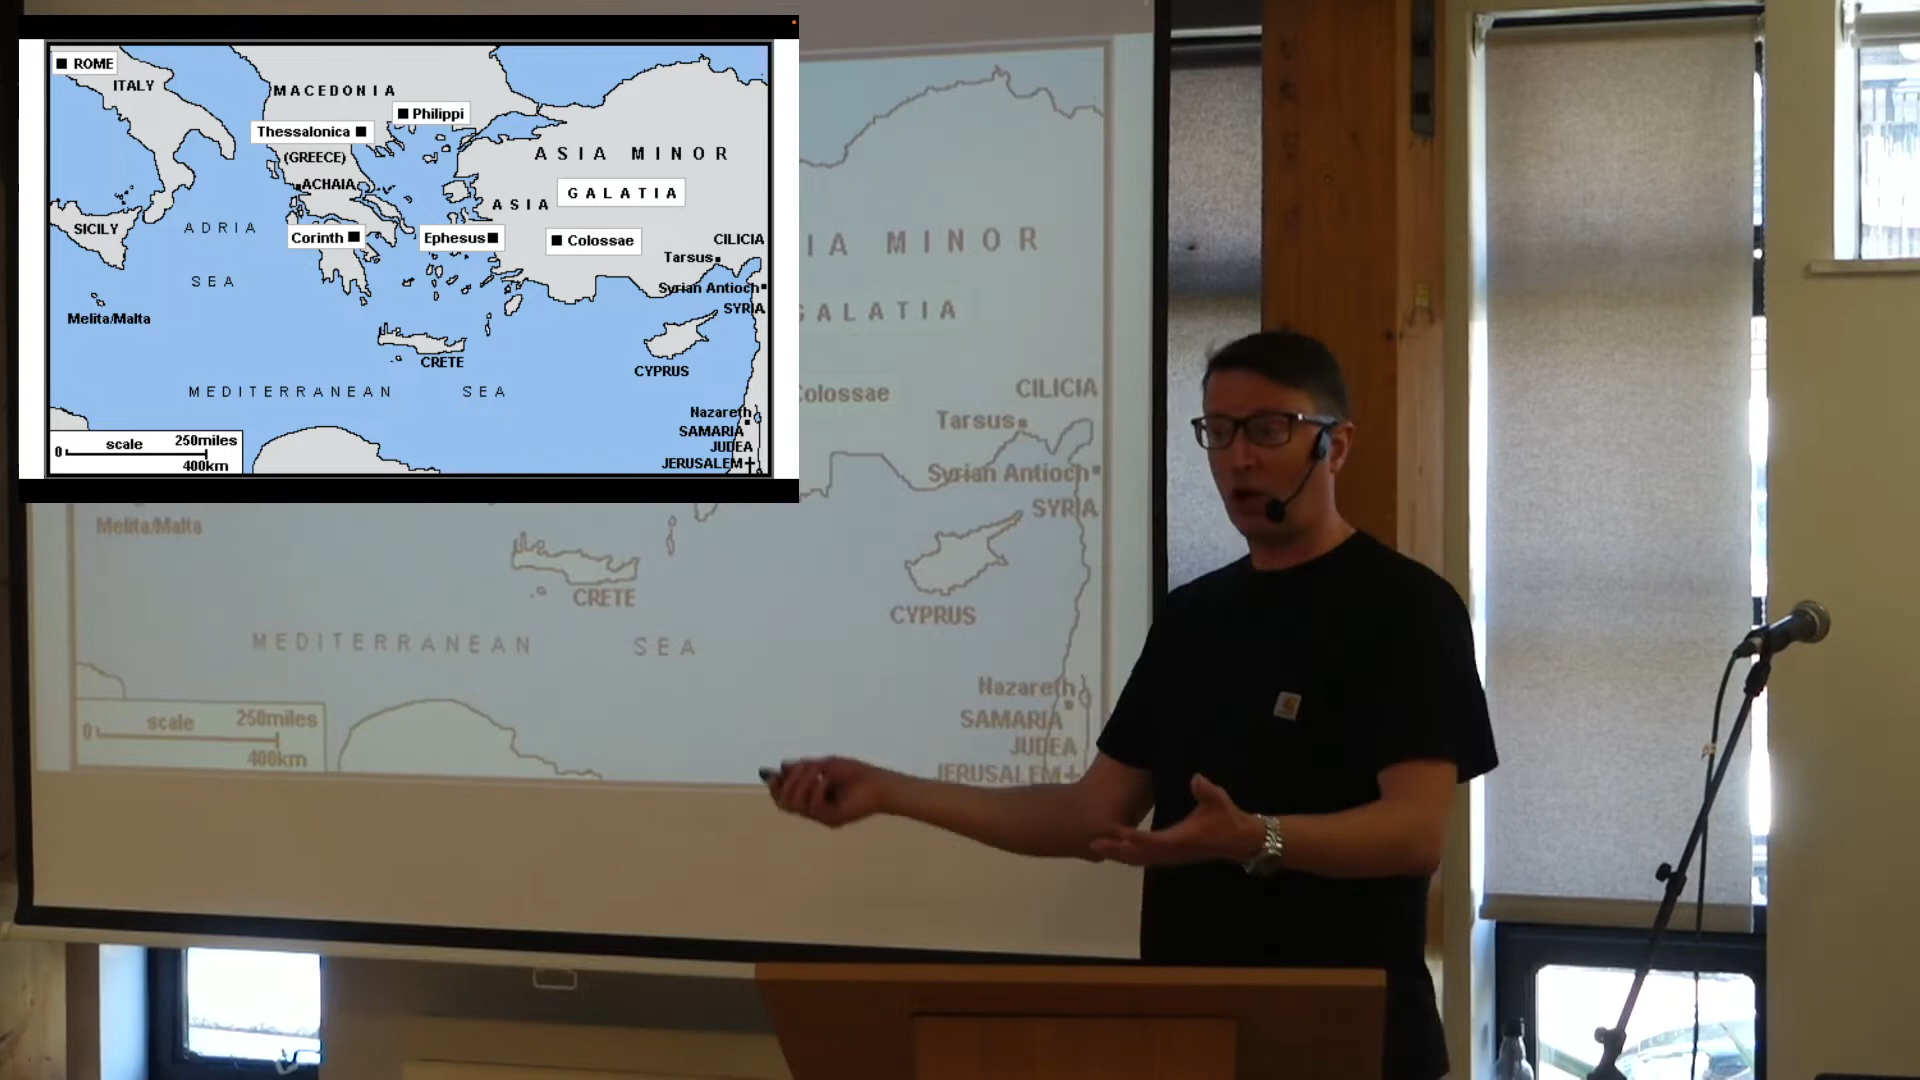 ROME
ITALY
MACEDONIA
Philippi
Thessalonica
(GREECE)
ASIA MINOR
ACHAIA
GALATIA
ASIA
SICILY
ADRIA
Corinth
Ephesus
Colossae
CILICIA
Tarsus
SEA
Syrian Antioch
SYRIA
Melita/Malta
CRETE
CYPRUS
MEDITERRANEAN SEA
Nazareth
SAMARIA
JUDEA
JERUSALEM
scale 250miles
0
400km
IA MINOR
GALATIA
Colossae
CILICIA
Tarsus
Syrian Antioch
SYRIA
Melita/Malta
CRETE
CYPRUS
MEDITERRANEAN SEA
Nazareth
SAMARIA
JUDEA
JERUSALEM
scale 250miles
0
400km